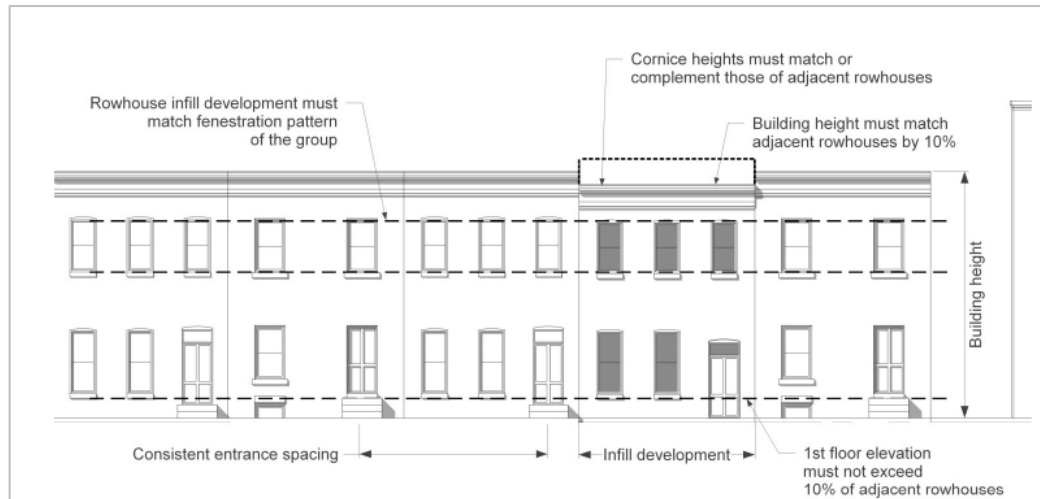 Cornice heights must match or
complement those of adjacent rowhouses
Rowhouse infill development must
match fenestration pattern
of the group
Building height must match
adjacent rowhouses by 10%
Building height
Consistent entrance spacing
Infill development
1st floor elevation
must not exceed
10% of adjacent rowhouses